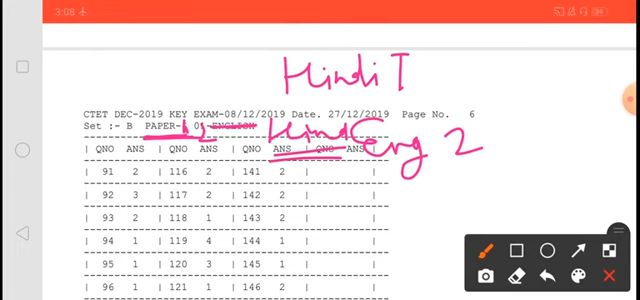 3:08
Hindi I
CTET DEC-2019 KEY EXAM-08/12/2019 Date. 27/12/2019 Page No. 6
Set :- B PAPER- 01 ENGLISH
Hindi
eng 2
| QNO ANS | QNO ANS | QNO ANS | QNO ANS |
| 91 2 | 116 2 | 141 2 | |
| 92 3 | 117 2 | 142 2 | |
| 93 2 | 118 1 | 143 2 | |
| 94 1 | 119 4 | 144 1 | |
| 95 1 | 120 3 | 145 1 | |
| 96 1 | 121 1 | 146 2 |